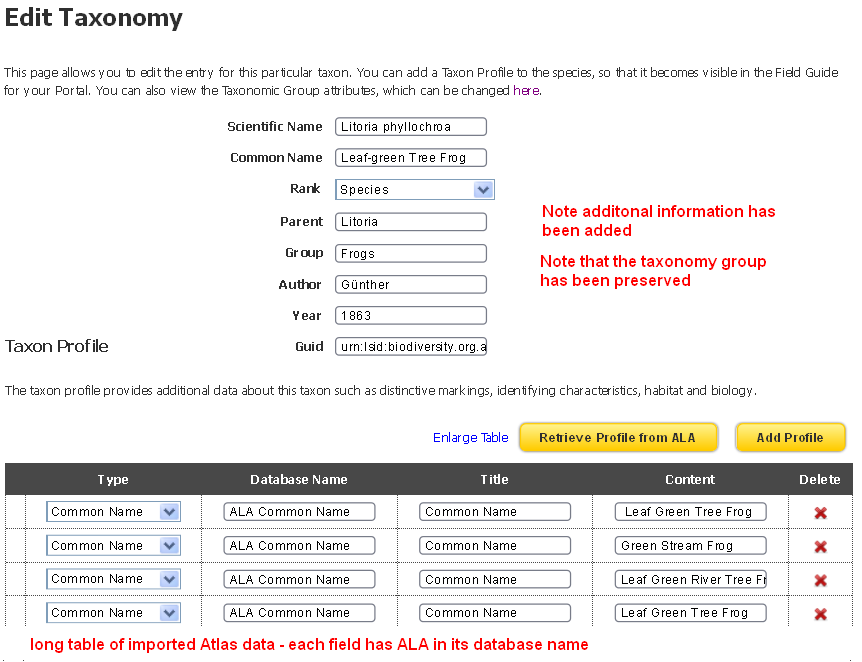 Edit Taxonomy
This page allows you to edit the entry for this particular taxon. You can add a Taxon Profile to the species, so that it becomes visible in the Field Guide
for your Portal. You can also view the Taxonomic Group attributes, which can be changed here.
Scientific Name Litoria phyllochroa
Common Name Leaf-green Tree Frog
Rank Species
Parent Litoria
Note additonal information has
been added
Group Frogs
Note that the taxonomy group
has been preserved
Author Günther
Year 1863
Taxon Profile Guid urn:lsid:biodiversity.org.a
The taxon profile provides additional data about this taxon such as distinctive markings, identifying characteristics, habitat and biology.
Enlarge Table Retrieve Profile from ALA Add Profile
Type Database Name Title Content Delete
Common Name ALA Common Name Common Name Leaf Green Tree Frog
Common Name ALA Common Name Common Name Green Stream Frog
Common Name ALA Common Name Common Name Leaf Green River Tree Fr
Common Name ALA Common Name Common Name Leaf Green Tree Frog
long table of imported Atlas data - each field has ALA in its database name